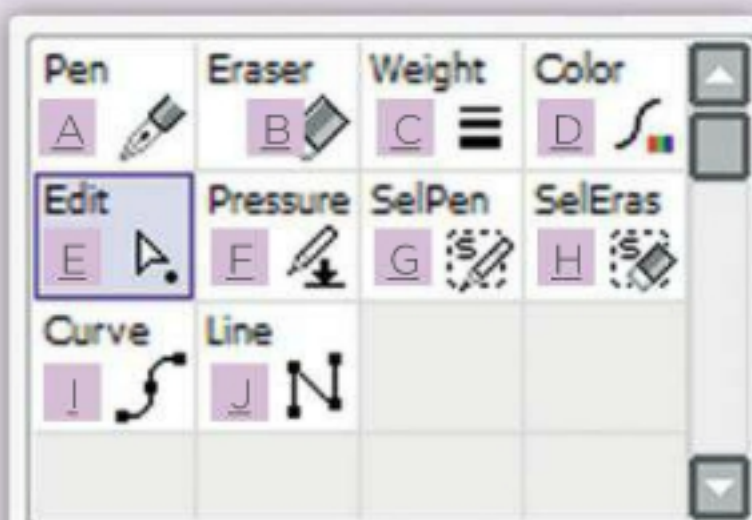 Pen Eraser Weight Color
A B C D
Edit Pressure SelPen SelEras
E F G S H S
Curve Line
I J